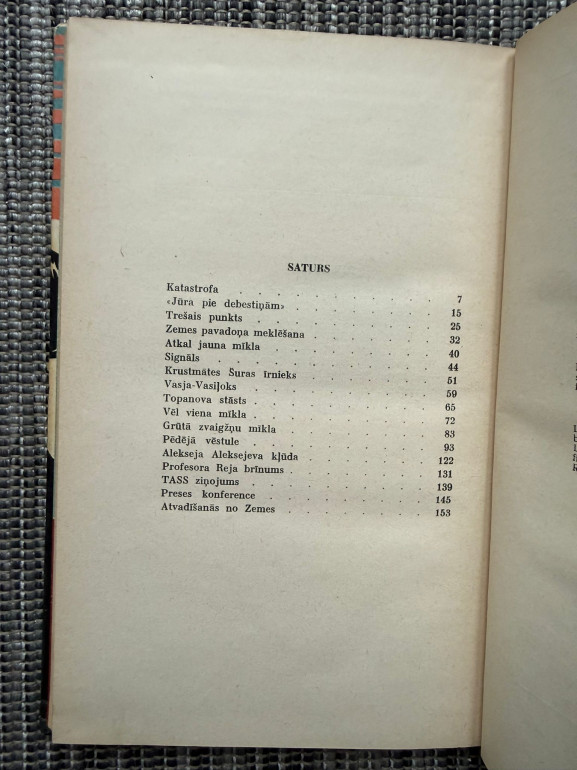 SATURS
Katastrofa . . . . . . . . . . . 7
«Jūra pie debestiņām» . . . . . . . 15
Trešais punkts . . . . . . . . . 25
Zemes pavadoņa meklēšana . . . . . . 32
Atkal jauna mīkla . . . . . . . . 40
Signāls . . . . . . . . . . . 44
Krustmātes Šuras īrnieks . . . . . . 51
Vasja-Vasiļoks . . . . . . . . . 59
Topanova stāsts . . . . . . . . . 65
Vēl viena mīkla . . . . . . . . . 72
Grūtā zvaigžņu mīkla . . . . . . . 83
Pēdējā vēstule . . . . . . . . . 93
Alekseja Aleksejeva kļūda . . . . . . 122
Profesora Reja brīnums . . . . . . . 131
TASS ziņojums . . . . . . . . . 139
Preses konference . . . . . . . . 145
Atvadīšanās no Zemes . . . . . . . 153